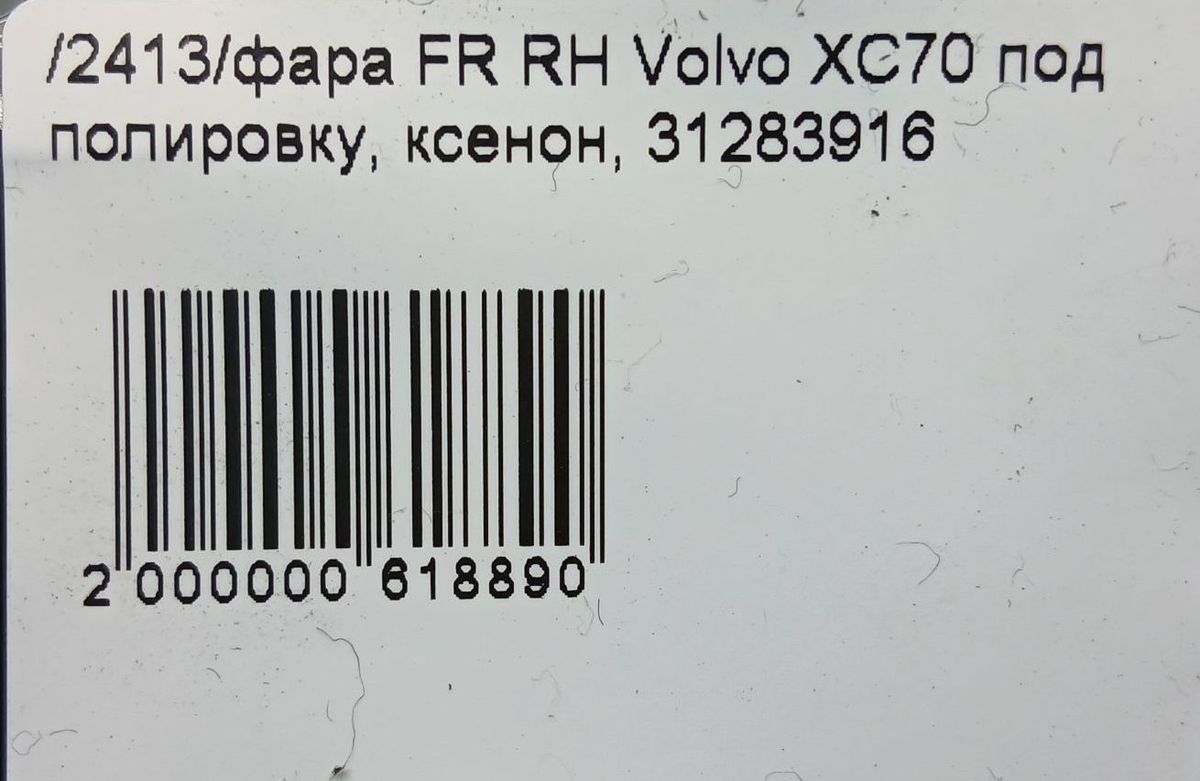 /2413/фара FR RH Volvo XC70 под
полировку, ксенон, 31283916
2 000000 618890